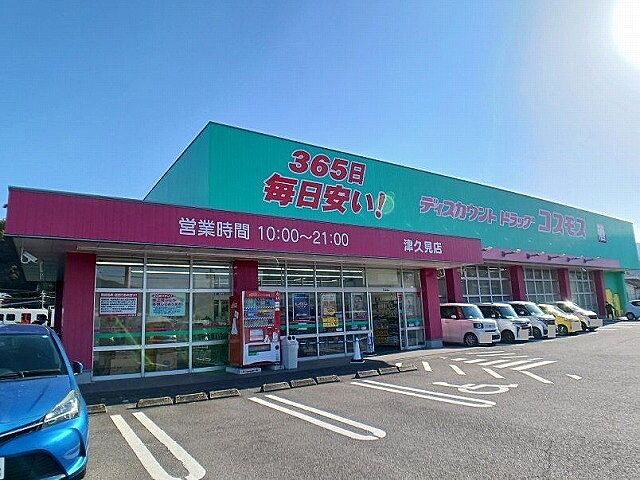 365日
毎日安い!
ディスカウント ドラッグ コスモス
営業時間 10:00〜21:00
津久見店